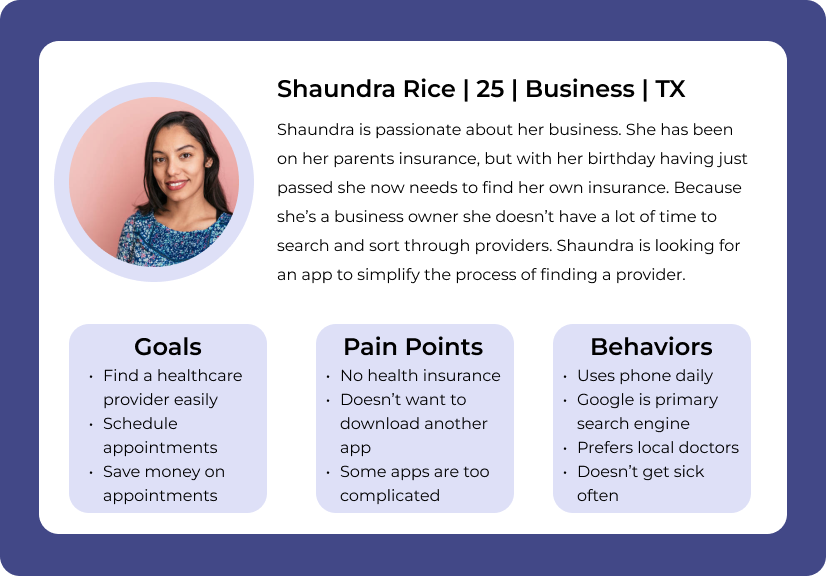 Shaundra Rice | 25 | Business | TX
Shaundra is passionate about her business. She has been
on her parents insurance, but with her birthday having just
passed she now needs to find her own insurance. Because
she’s a business owner she doesn’t have a lot of time to
search and sort through providers. Shaundra is looking for
an app to simplify the process of finding a provider.
Goals
• Find a healthcare
provider easily
• Schedule
appointments
• Save money on
appointments
Pain Points
• No health insurance
• Doesn’t want to
download another
app
• Some apps are too
complicated
Behaviors
• Uses phone daily
• Google is primary
search engine
• Prefers local doctors
• Doesn’t get sick
often